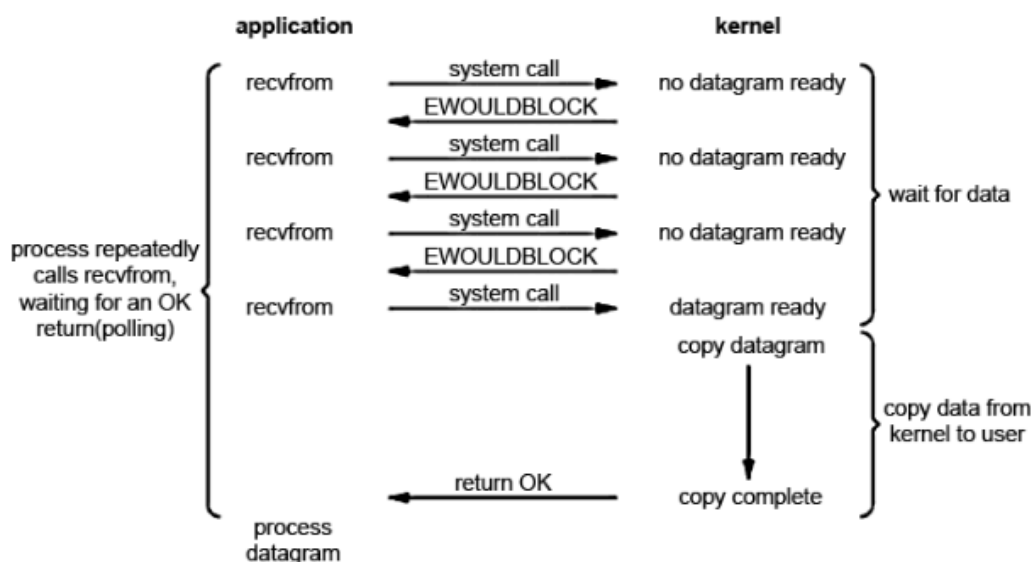 application kernel
recvfrom system call no datagram ready
EWOULDBLOCK
recvfrom system call no datagram ready
EWOULDBLOCK
wait for data
recvfrom system call no datagram ready
EWOULDBLOCK
process repeatedly
calls recvfrom,
waiting for an OK
return(polling)
recvfrom system call datagram ready
copy datagram
copy data from
kernel to user
return OK copy complete
process
datagram